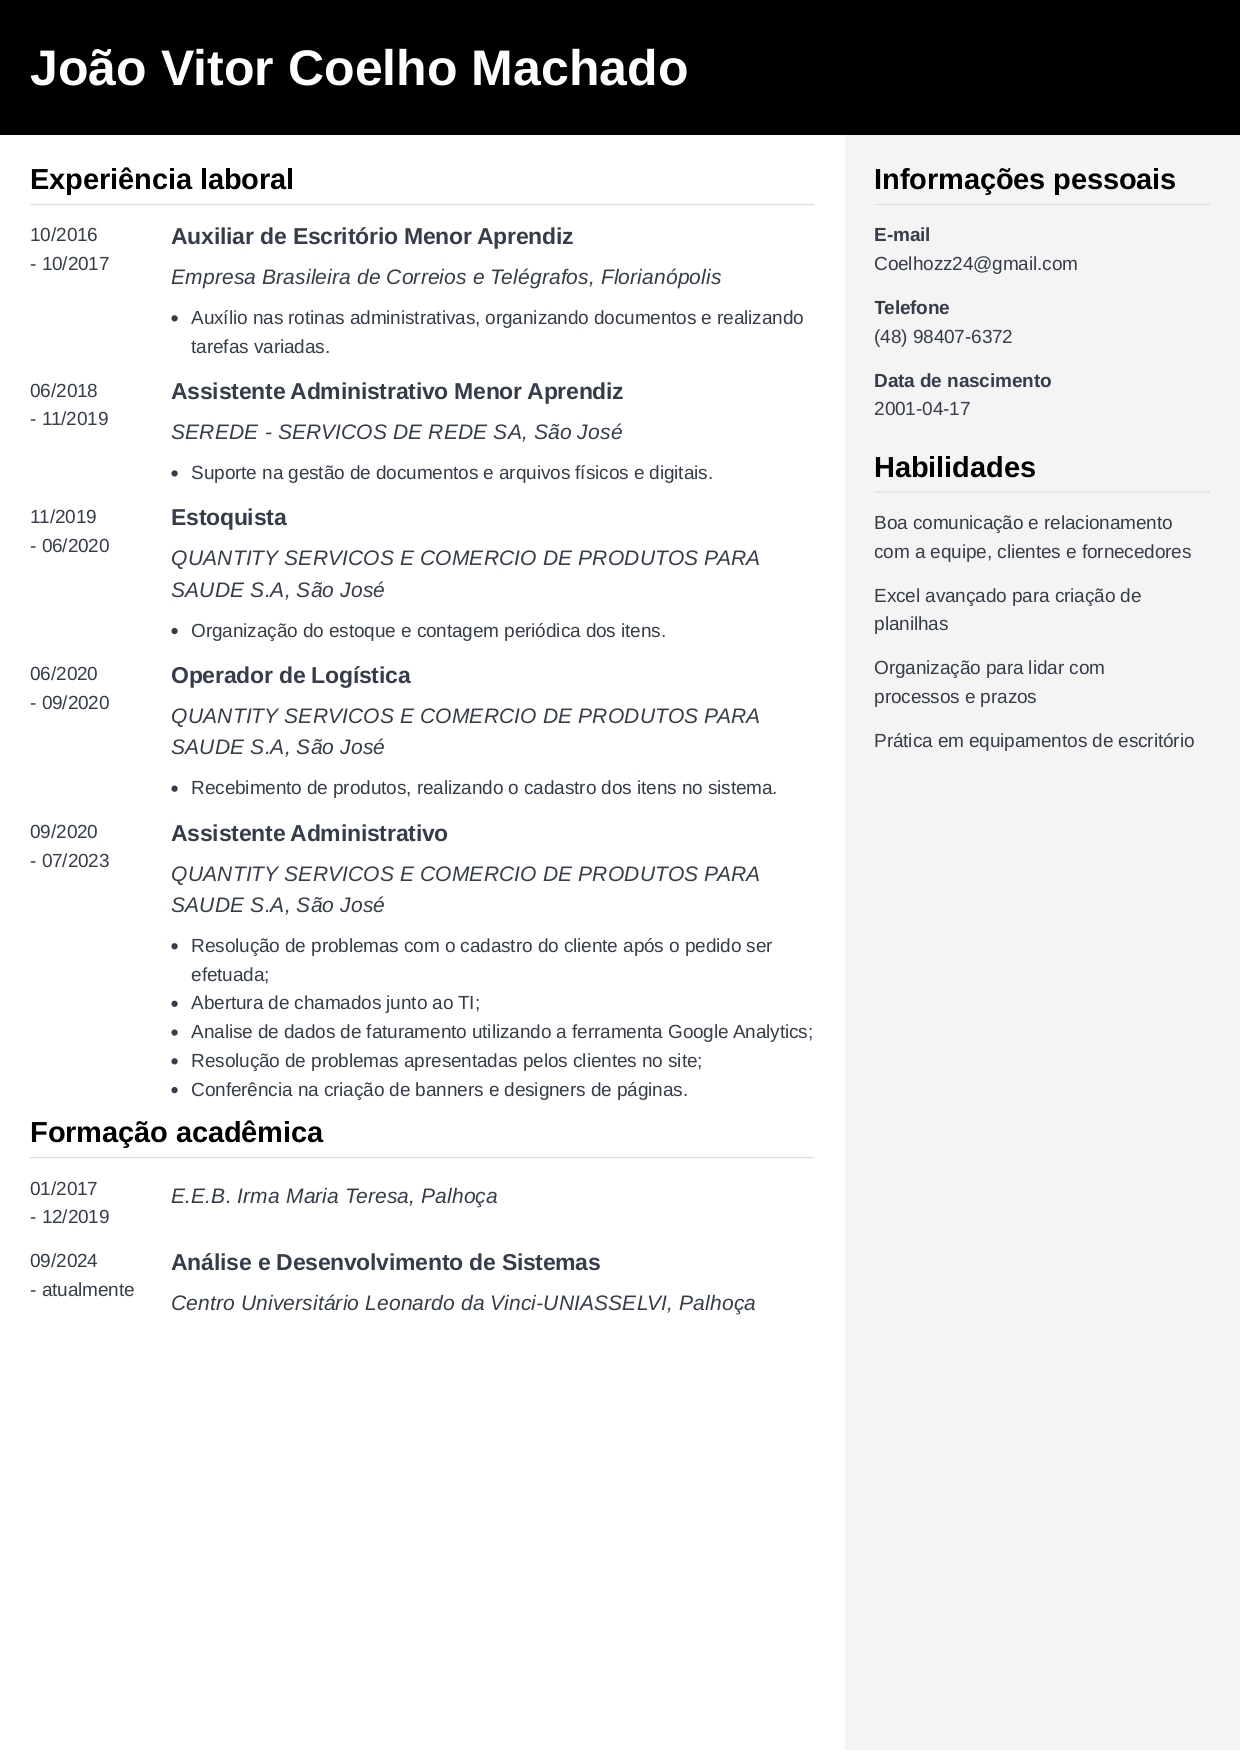 João Vitor Coelho Machado
Experiência laboral
10/2016
- 10/2017
Auxiliar de Escritório Menor Aprendiz
Empresa Brasileira de Correios e Telégrafos, Florianópolis
• Auxílio nas rotinas administrativas, organizando documentos e realizando
tarefas variadas.
06/2018
- 11/2019
Assistente Administrativo Menor Aprendiz
SEREDE - SERVICOS DE REDE SA, São José
• Suporte na gestão de documentos e arquivos físicos e digitais.
11/2019
- 06/2020
Estoquista
QUANTITY SERVICOS E COMERCIO DE PRODUTOS PARA
SAUDE S.A, São José
• Organização do estoque e contagem periódica dos itens.
06/2020
- 09/2020
Operador de Logística
QUANTITY SERVICOS E COMERCIO DE PRODUTOS PARA
SAUDE S.A, São José
• Recebimento de produtos, realizando o cadastro dos itens no sistema.
09/2020
- 07/2023
Assistente Administrativo
QUANTITY SERVICOS E COMERCIO DE PRODUTOS PARA
SAUDE S.A, São José
• Resolução de problemas com o cadastro do cliente após o pedido ser
efetuada;
• Abertura de chamados junto ao TI;
• Analise de dados de faturamento utilizando a ferramenta Google Analytics;
• Resolução de problemas apresentadas pelos clientes no site;
• Conferência na criação de banners e designers de páginas.
Formação acadêmica
01/2017
- 12/2019
E.E.B. Irma Maria Teresa, Palhoça
09/2024
- atualmente
Análise e Desenvolvimento de Sistemas
Centro Universitário Leonardo da Vinci-UNIASSELVI, Palhoça
Informações pessoais
E-mail
Coelhozz24@gmail.com
Telefone
(48) 98407-6372
Data de nascimento
2001-04-17
Habilidades
Boa comunicação e relacionamento
com a equipe, clientes e fornecedores
Excel avançado para criação de
planilhas
Organização para lidar com
processos e prazos
Prática em equipamentos de escritório